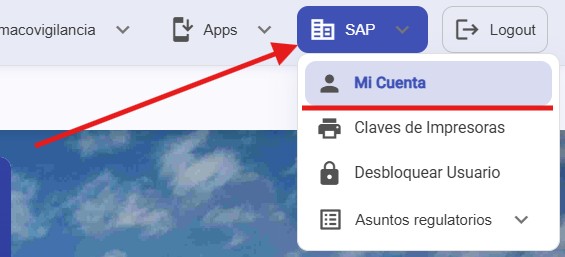 macovigilancia
Apps
SAP
Logout
Mi Cuenta
Claves de Impresoras
Desbloquear Usuario
Asuntos regulatorios